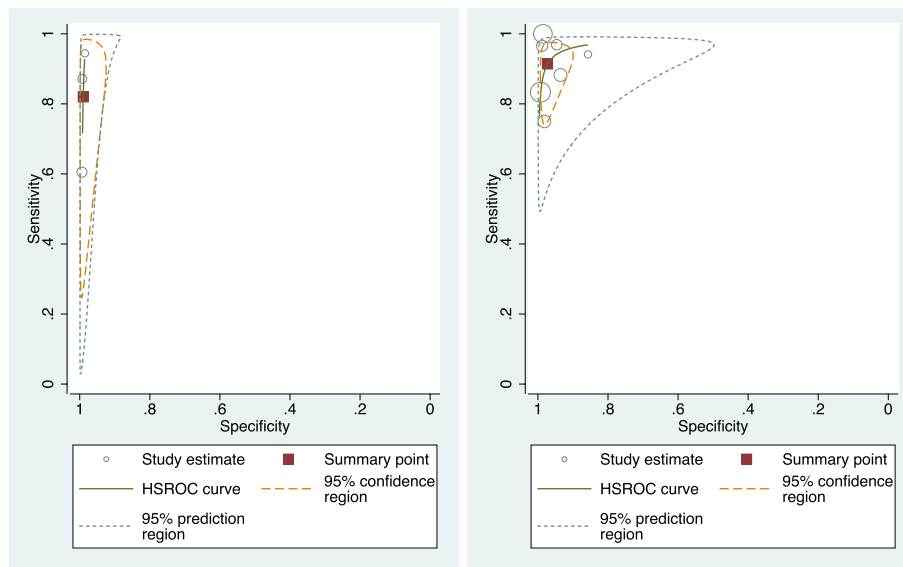 Sensitivity
1
.8
.6
.4
.2
0
1 .8 .6 .4 .2 0
Specificity
Study estimate Summary point
HSROC curve 95% confidence
region
95% prediction
region
Sensitivity
1
.8
.6
.4
.2
0
1 .8 .6 .4 .2 0
Specificity
Study estimate Summary point
HSROC curve 95% confidence
region
95% prediction
region